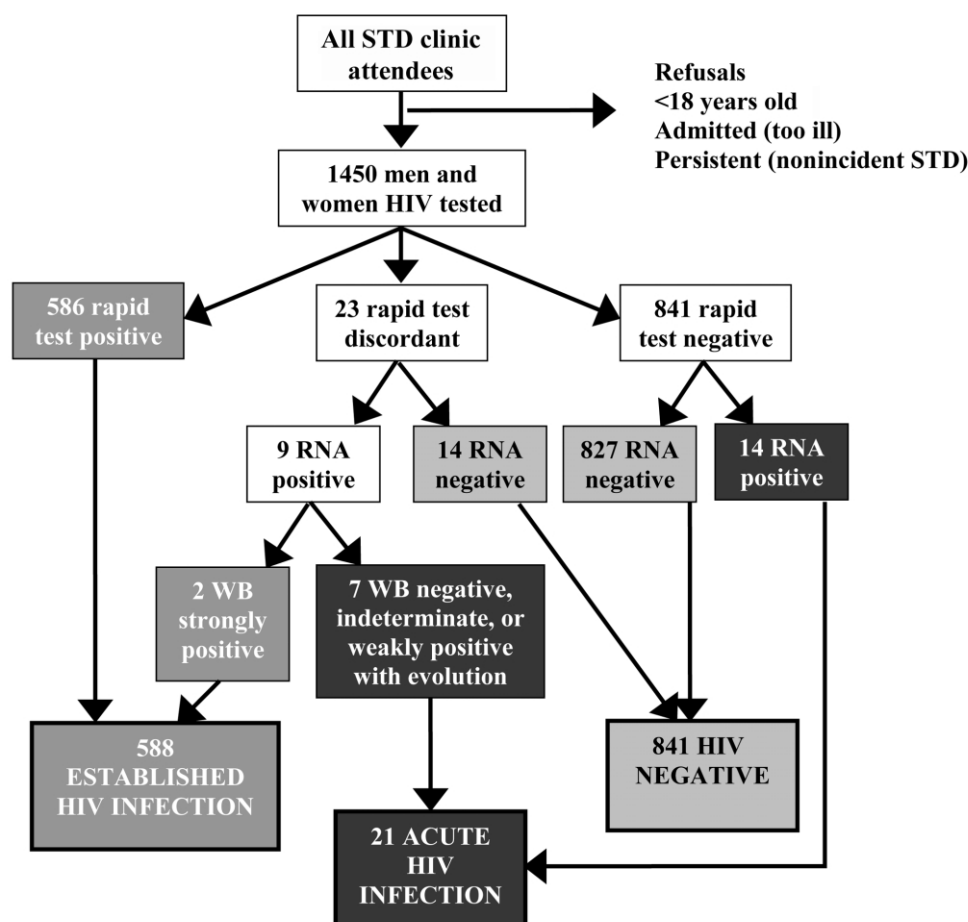 All STD clinic
attendees
Refusals
<18 years old
Admitted (too ill)
Persistent (nonincident STD)
1450 men and
women HIV tested
586 rapid
test positive
23 rapid test
discordant
841 rapid
test negative
9 RNA
positive
14 RNA
negative
827 RNA
negative
14 RNA
positive
2 WB
strongly
positive
7 WB negative,
indeterminate, or
weakly positive
with evolution
588
ESTABLISHED
HIV INFECTION
841 HIV
NEGATIVE
21 ACUTE
HIV
INFECTION